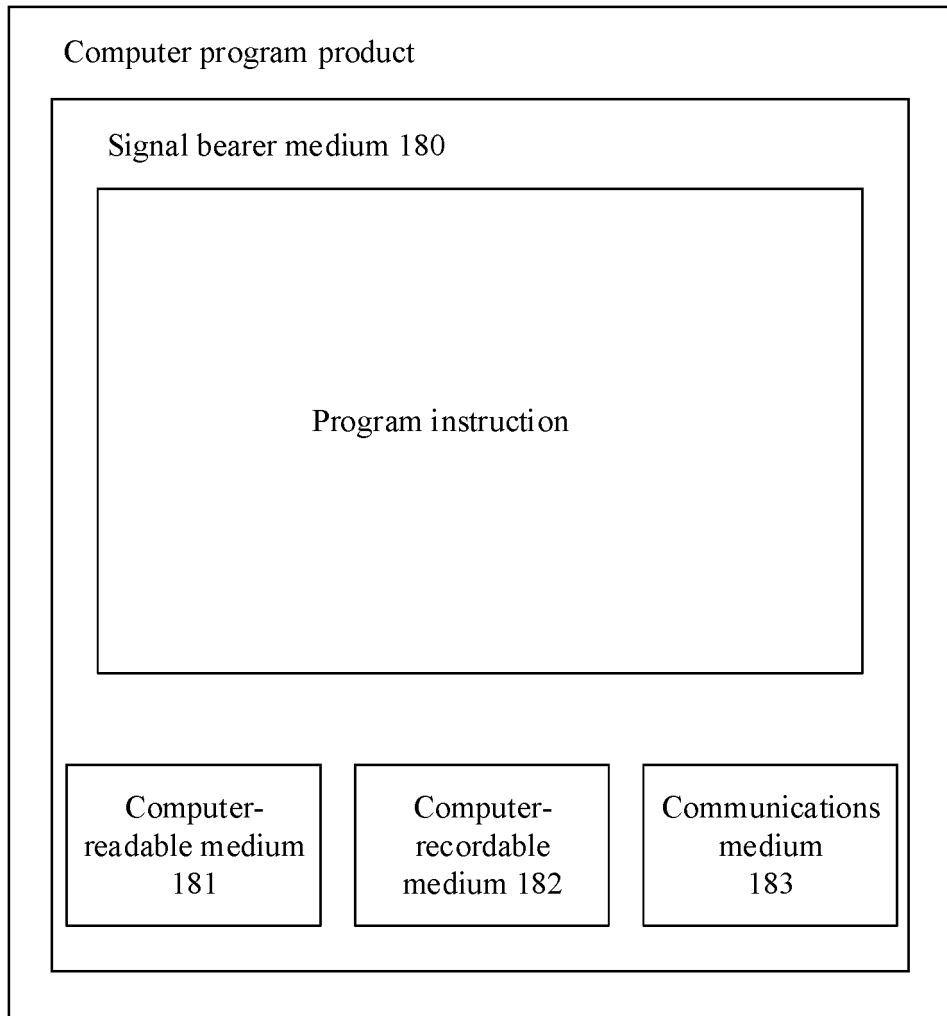 Computer program product
Signal bearer medium 180
Program instruction
Computer-
readable medium
181
Computer-
recordable
medium 182
Communications
medium
183